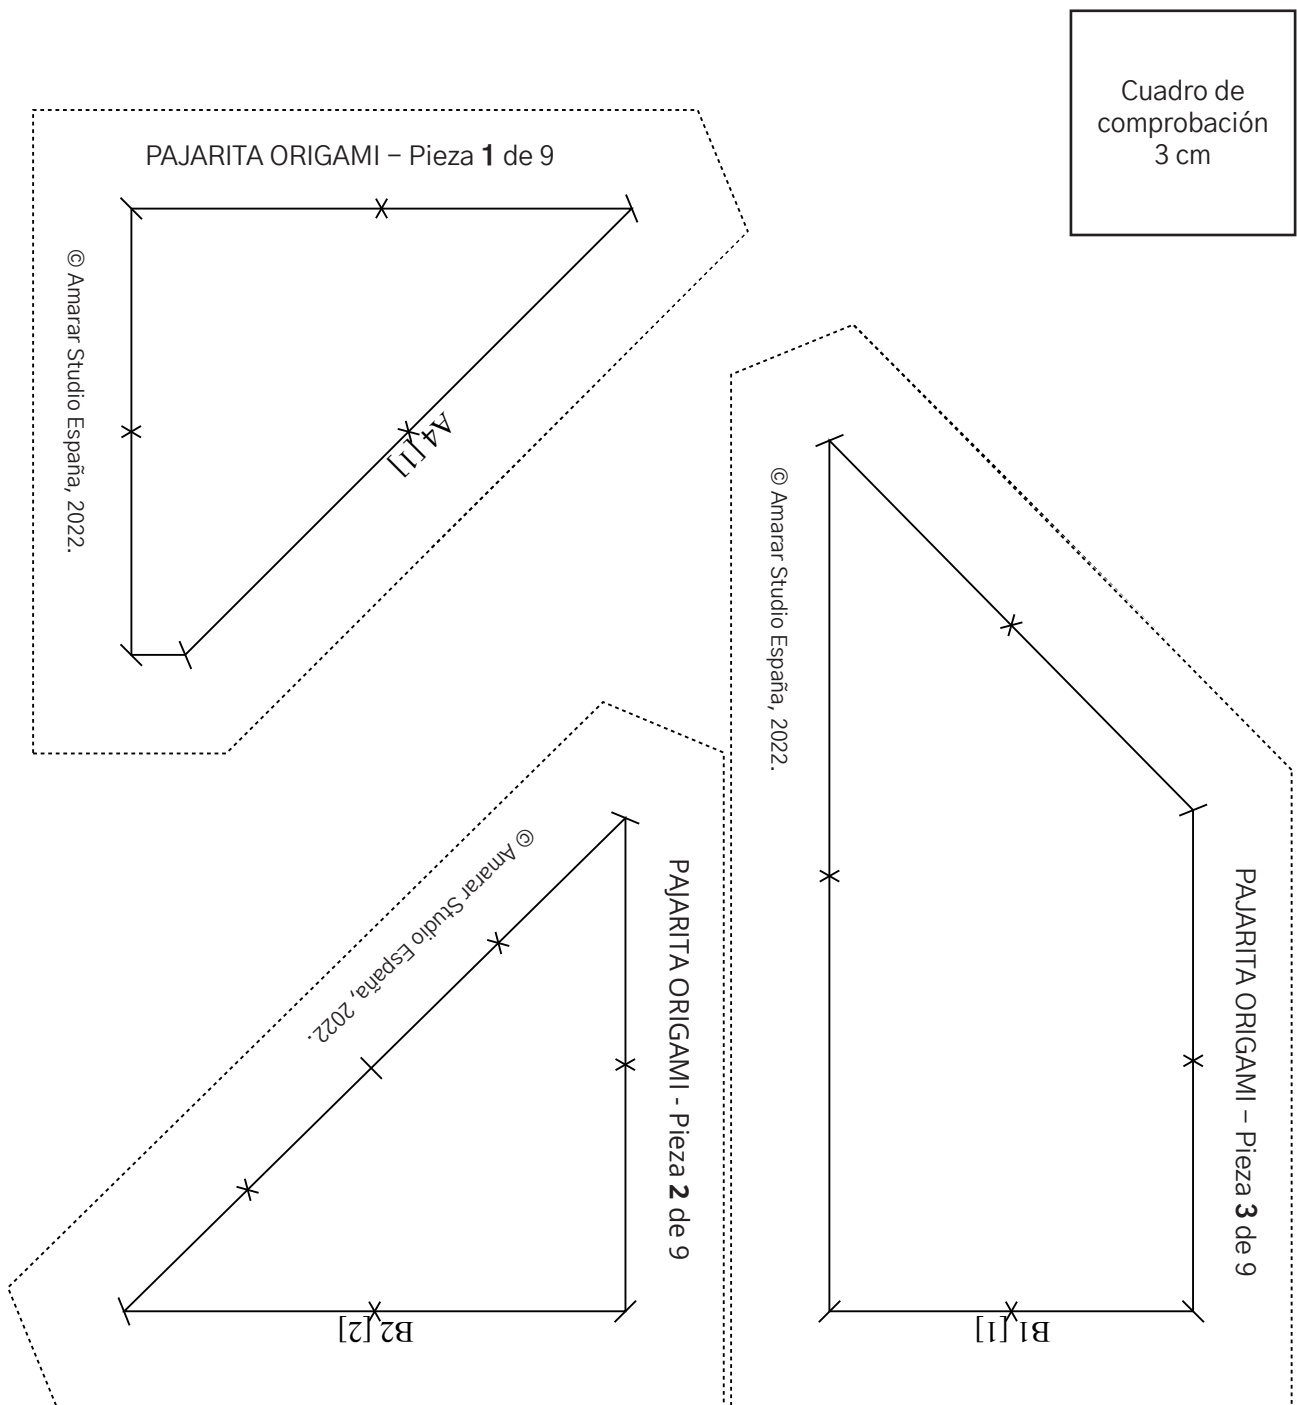 Cuadro de
comprobación
3 cm
PAJARITA ORIGAMI – Pieza 1 de 9
© Amarar Studio España, 2022.
A4 [1]
© Amarar Studio España, 2022.
PAJARITA ORIGAMI - Pieza 2 de 9
B2 [2]
© Amarar Studio España, 2022.
PAJARITA ORIGAMI – Pieza 3 de 9
B1 [1]